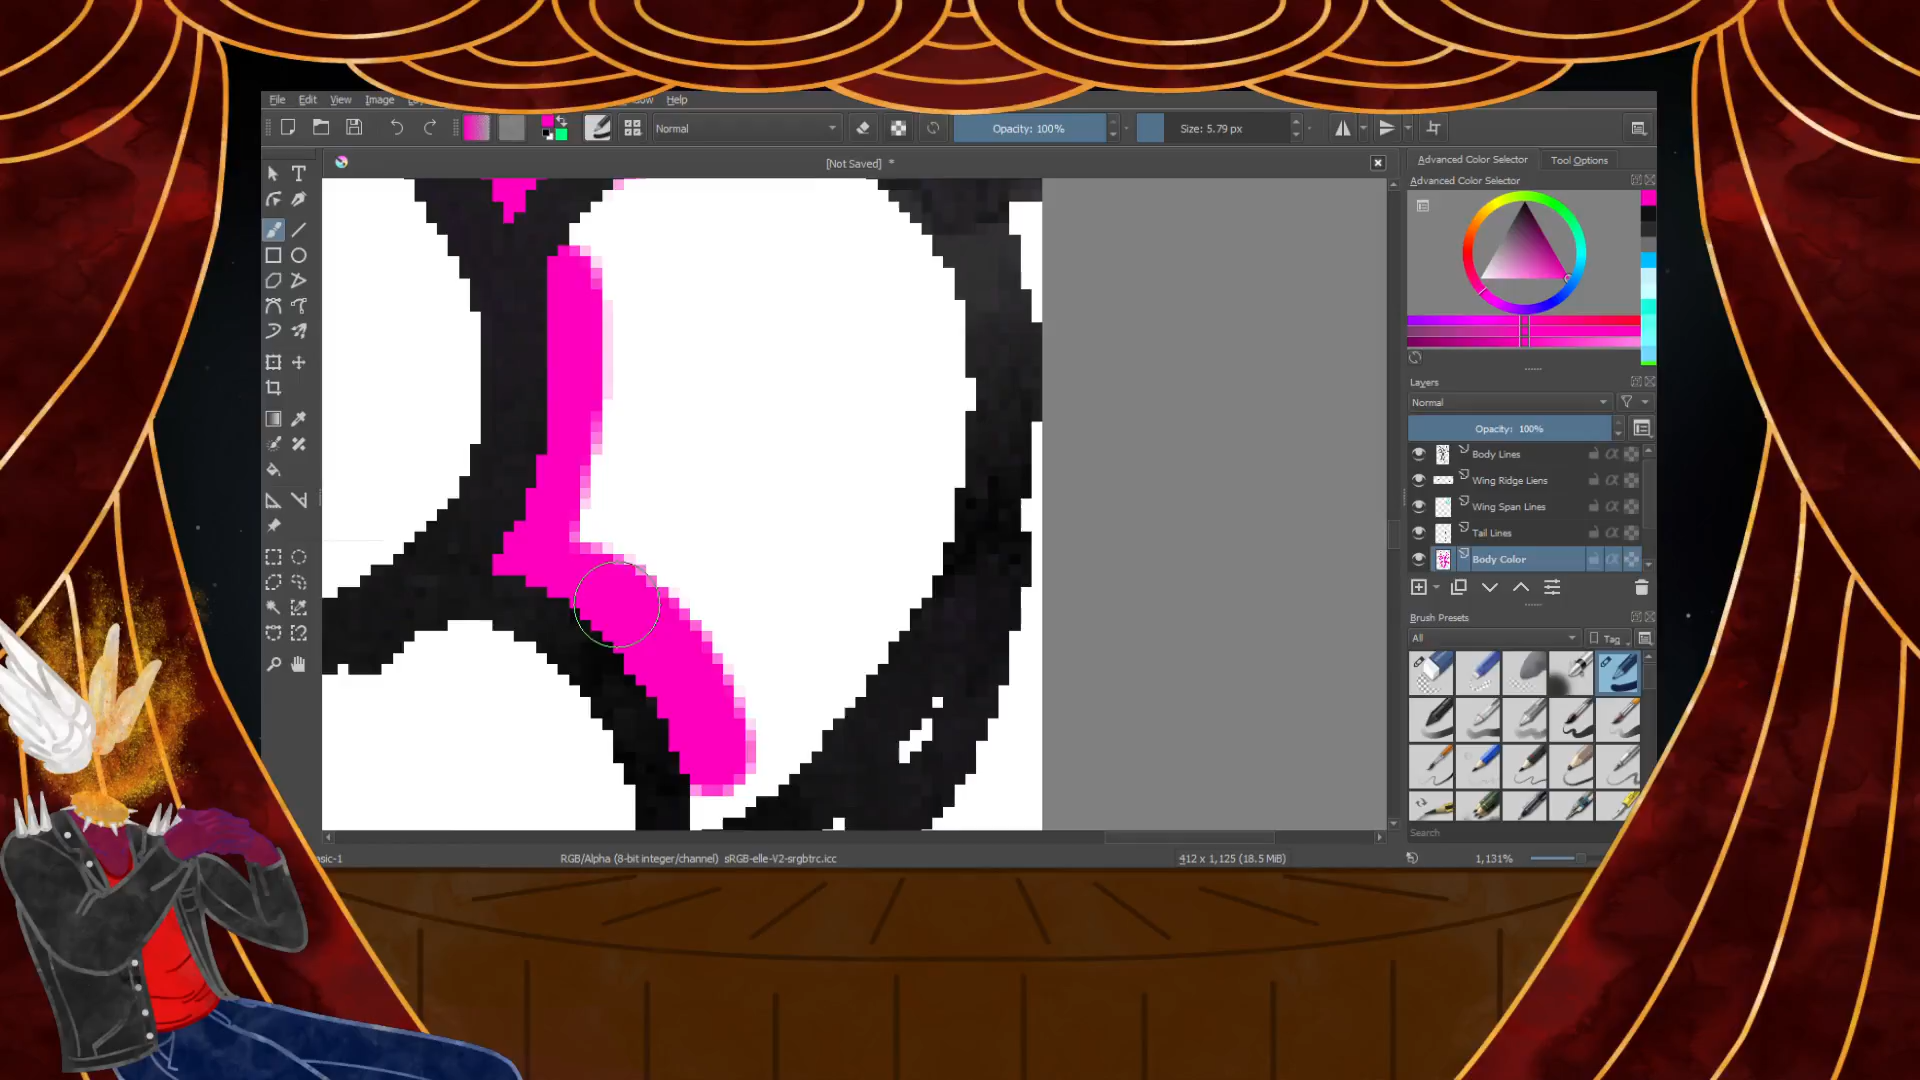 File Edit View Image Help
Normal
Opacity: 100%
Size: 5.79 px
[Not Saved] *
Advanced Color Selector
Tool Options
Advanced Color Selector
Layers
Normal
Opacity: 100%
Body Lines
Wing Ridge Liens
Wing Span Lines
Tail Lines
Body Color
Brush Presets
All
Tag
Search
RGB/Alpha (8-bit integer/channel) sRGB-elle-V2-srgbtrc.icc
412 x 1,125 (18.5 MiB)
1,131%